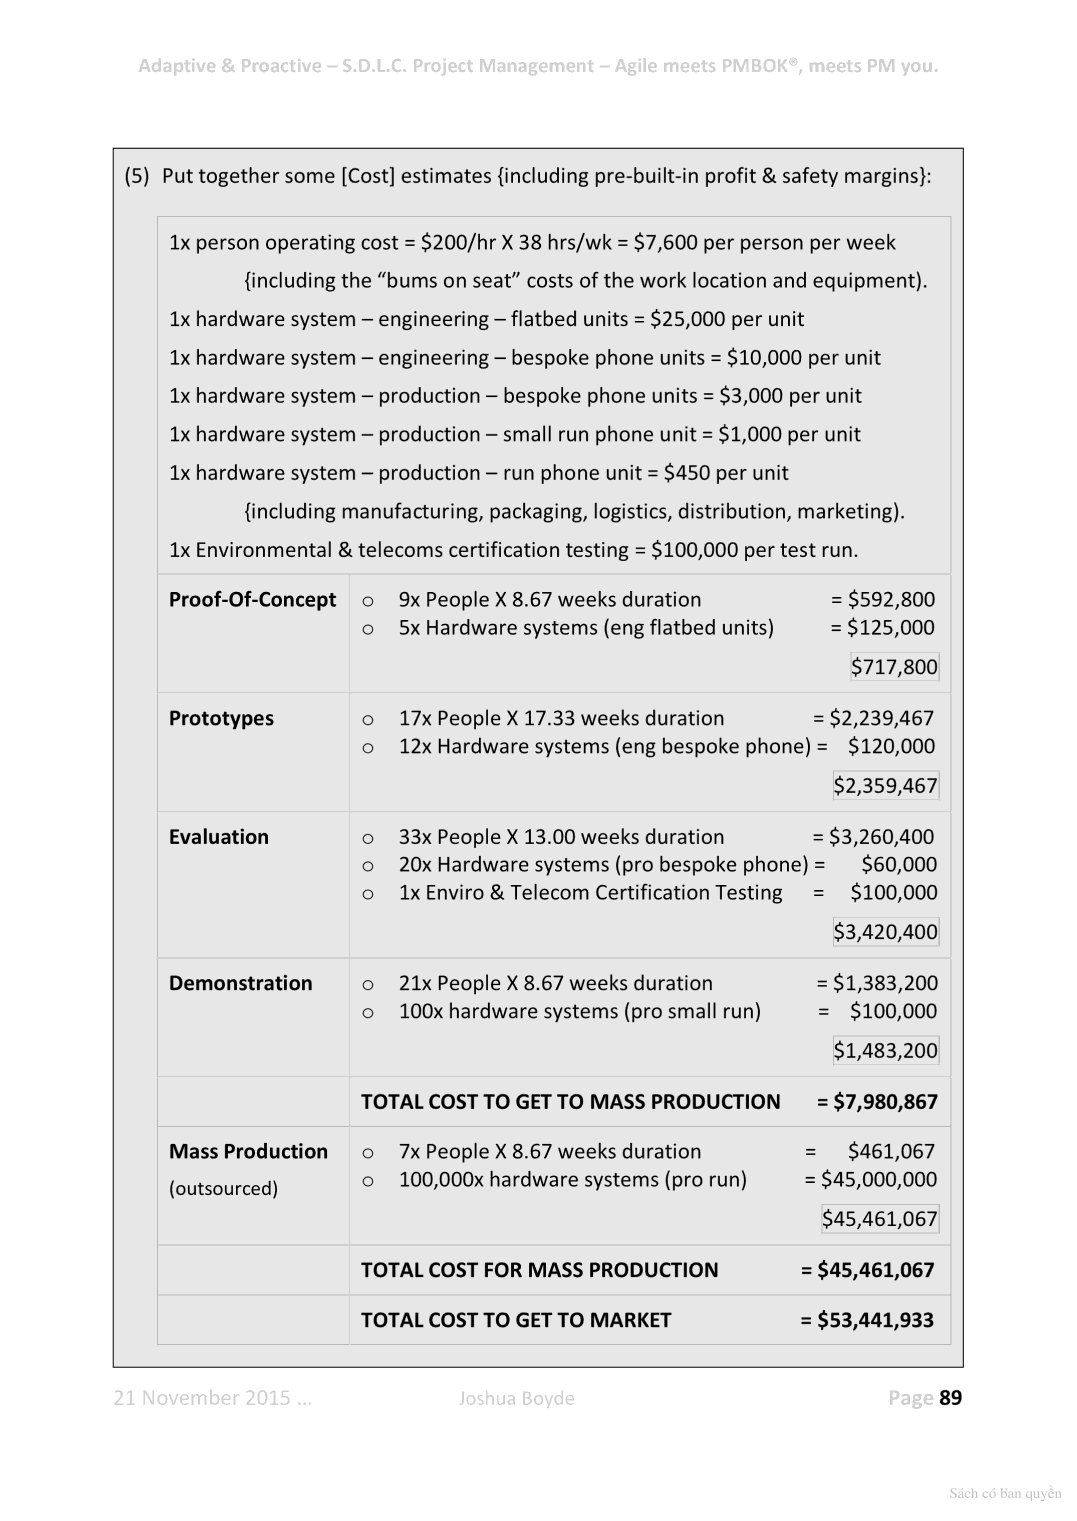 Adaptive & Proactive – S.D.L.C. Project Management – Agile meets PMBOK®, meets PM you.
(5) Put together some [Cost] estimates {including pre-built-in profit & safety margins}:
1x person operating cost = $200/hr X 38 hrs/wk = $7,600 per person per week
{including the “bums on seat” costs of the work location and equipment).
1x hardware system – engineering – flatbed units = $25,000 per unit
1x hardware system – engineering – bespoke phone units = $10,000 per unit
1x hardware system – production – bespoke phone units = $3,000 per unit
1x hardware system – production – small run phone unit = $1,000 per unit
1x hardware system – production – run phone unit = $450 per unit
{including manufacturing, packaging, logistics, distribution, marketing).
1x Environmental & telecoms certification testing = $100,000 per test run.
Proof-Of-Concept o 9x People X 8.67 weeks duration = $592,800
o 5x Hardware systems (eng flatbed units) = $125,000
$717,800
Prototypes o 17x People X 17.33 weeks duration = $2,239,467
o 12x Hardware systems (eng bespoke phone) = $120,000
$2,359,467
Evaluation o 33x People X 13.00 weeks duration = $3,260,400
o 20x Hardware systems (pro bespoke phone) = $60,000
o 1x Enviro & Telecom Certification Testing = $100,000
$3,420,400
Demonstration o 21x People X 8.67 weeks duration = $1,383,200
o 100x hardware systems (pro small run) = $100,000
$1,483,200
TOTAL COST TO GET TO MASS PRODUCTION = $7,980,867
Mass Production o 7x People X 8.67 weeks duration = $461,067
(outsourced) o 100,000x hardware systems (pro run) = $45,000,000
$45,461,067
TOTAL COST FOR MASS PRODUCTION = $45,461,067
TOTAL COST TO GET TO MARKET = $53,441,933
21 November 2015 ... Joshua Boyde Page 89
Sách có bản quyền